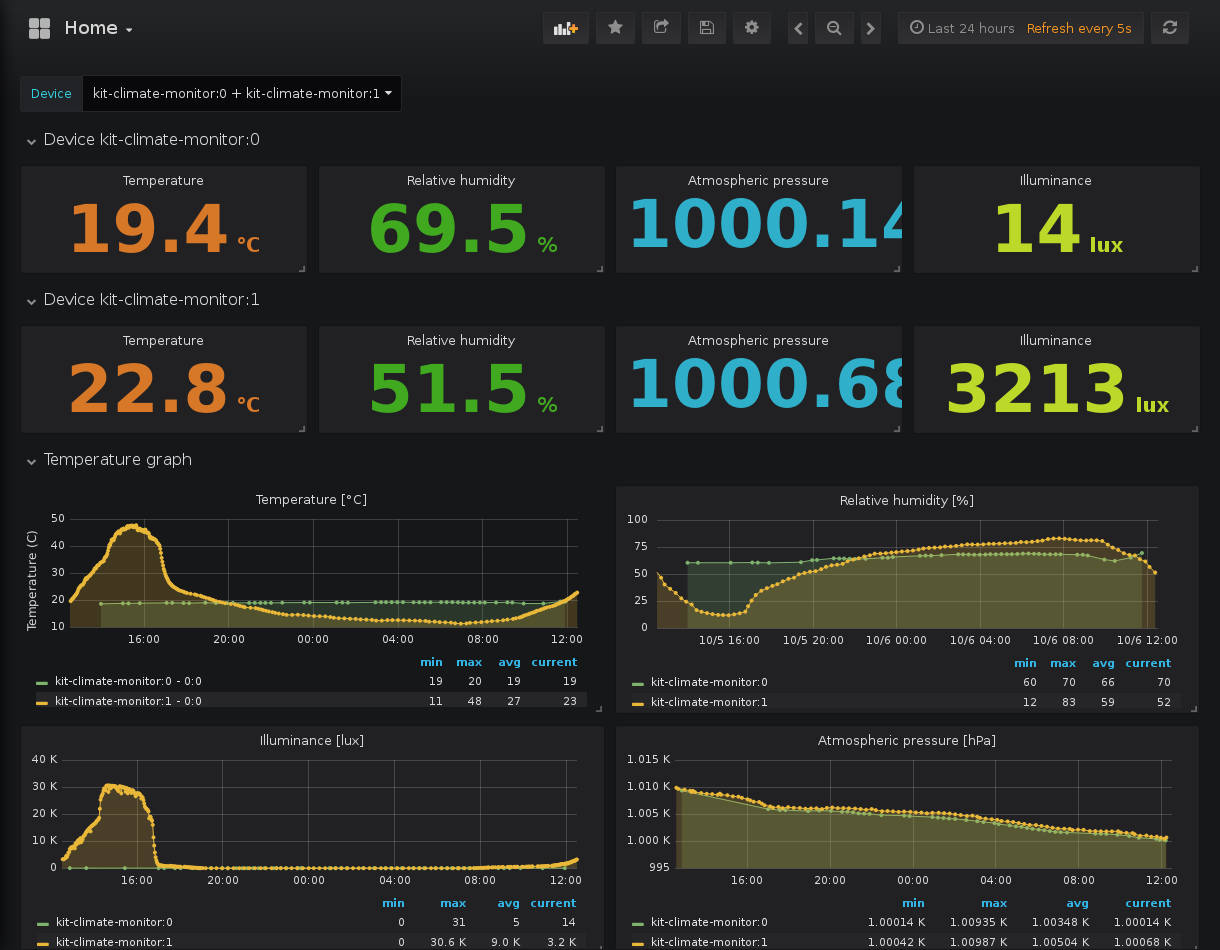 Home
Last 24 hours Refresh every 5s
Device kit-climate-monitor:0 + kit-climate-monitor:1
Device kit-climate-monitor:0
Temperature
19.4 °C
Relative humidity
69.5 %
Atmospheric pressure
1000.14
Illuminance
14 lux
Device kit-climate-monitor:1
Temperature
22.8 °C
Relative humidity
51.5 %
Atmospheric pressure
1000.68
Illuminance
3213 lux
Temperature graph
Temperature [°C]
Temperature (C)
50
40
30
20
10
16:00 20:00 00:00 04:00 08:00 12:00
min max avg current
kit-climate-monitor:0 - 0:0 19 20 19 19
kit-climate-monitor:1 - 0:0 11 48 27 23
Relative humidity [%]
100
75
50
25
0
10/5 16:00 10/5 20:00 10/6 00:00 10/6 04:00 10/6 08:00 10/6 12:00
min max avg current
kit-climate-monitor:0 60 70 66 70
kit-climate-monitor:1 12 83 59 52
Illuminance [lux]
40 K
30 K
20 K
10 K
0
16:00 20:00 00:00 04:00 08:00 12:00
min max avg current
kit-climate-monitor:0 0 31 5 14
kit-climate-monitor:1 0 30.6 K 9.0 K 3.2 K
Atmospheric pressure [hPa]
1.015 K
1.010 K
1.005 K
1.000 K
995
16:00 20:00 00:00 04:00 08:00 12:00
min max avg current
kit-climate-monitor:0 1.00014 K 1.00935 K 1.00348 K 1.00014 K
kit-climate-monitor:1 1.00042 K 1.00987 K 1.00504 K 1.00068 K